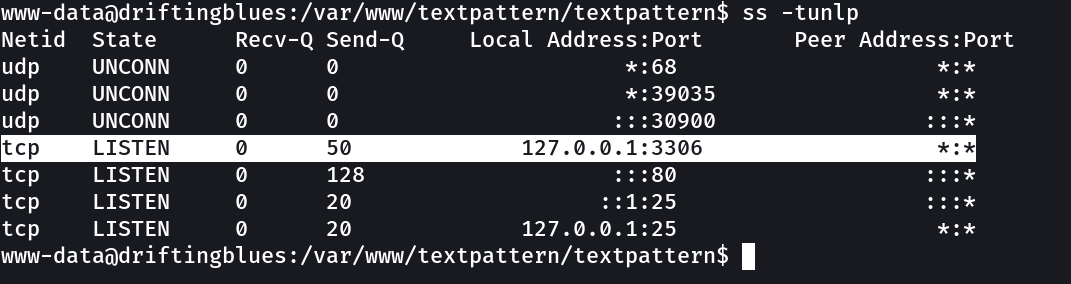 www-data@driftingblues:/var/www/textpattern/textpattern$ ss -tunlp
Netid  State      Recv-Q Send-Q     Local Address:Port       Peer Address:Port
udp    UNCONN     0      0                      *:68                    *:*
udp    UNCONN     0      0                      *:39035                 *:*
udp    UNCONN     0      0                     :::30900                :::*
tcp    LISTEN     0      50             127.0.0.1:3306                  *:*
tcp    LISTEN     0      128                   :::80                   :::*
tcp    LISTEN     0      20                   ::1:25                   :::*
tcp    LISTEN     0      20             127.0.0.1:25                    *:*
www-data@driftingblues:/var/www/textpattern/textpattern$